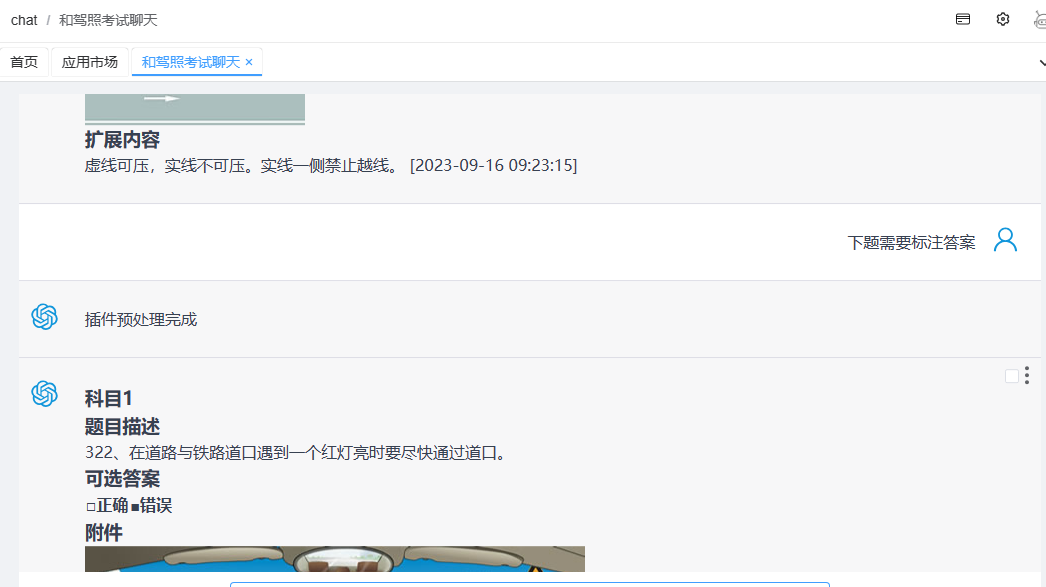 chat / 和驾照考试聊天
首页 应用市场 和驾照考试聊天 ×
扩展内容
虚线可压，实线不可压。实线一侧禁止越线。 [2023-09-16 09:23:15]
下题需要标注答案
插件预处理完成
科目1
题目描述
322、在道路与铁路道口遇到一个红灯亮时要尽快通过道口。
可选答案
□正确■错误
附件